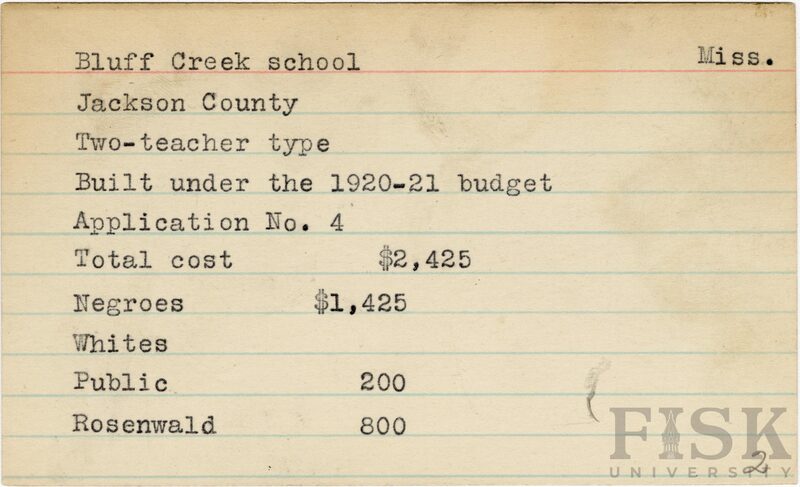 Bluff Creek school Miss.
Jackson County
Two-teacher type
Built under the 1920-21 budget
Application No. 4
Total cost $2,425
Negroes $1,425
Whites
Public 200
Rosenwald 800
FISK
UNIVERSITY
2